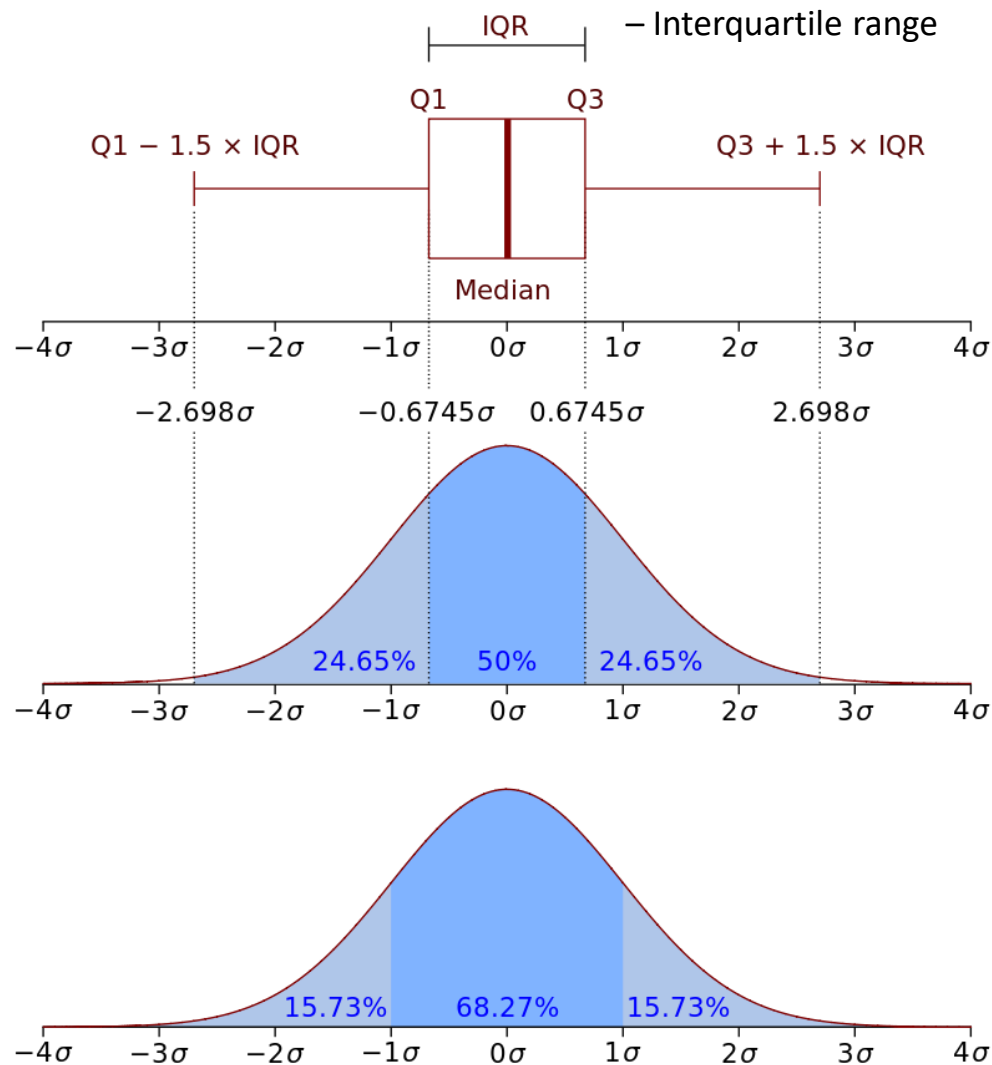 IQR – Interquartile range
Q1 Q3
Q1 − 1.5 × IQR Q3 + 1.5 × IQR
Median
−4σ −3σ −2σ −1σ 0σ 1σ 2σ 3σ 4σ
−2.698σ −0.6745σ 0.6745σ 2.698σ
24.65% 50% 24.65%
−4σ −3σ −2σ −1σ 0σ 1σ 2σ 3σ 4σ
15.73% 68.27% 15.73%
−4σ −3σ −2σ −1σ 0σ 1σ 2σ 3σ 4σ